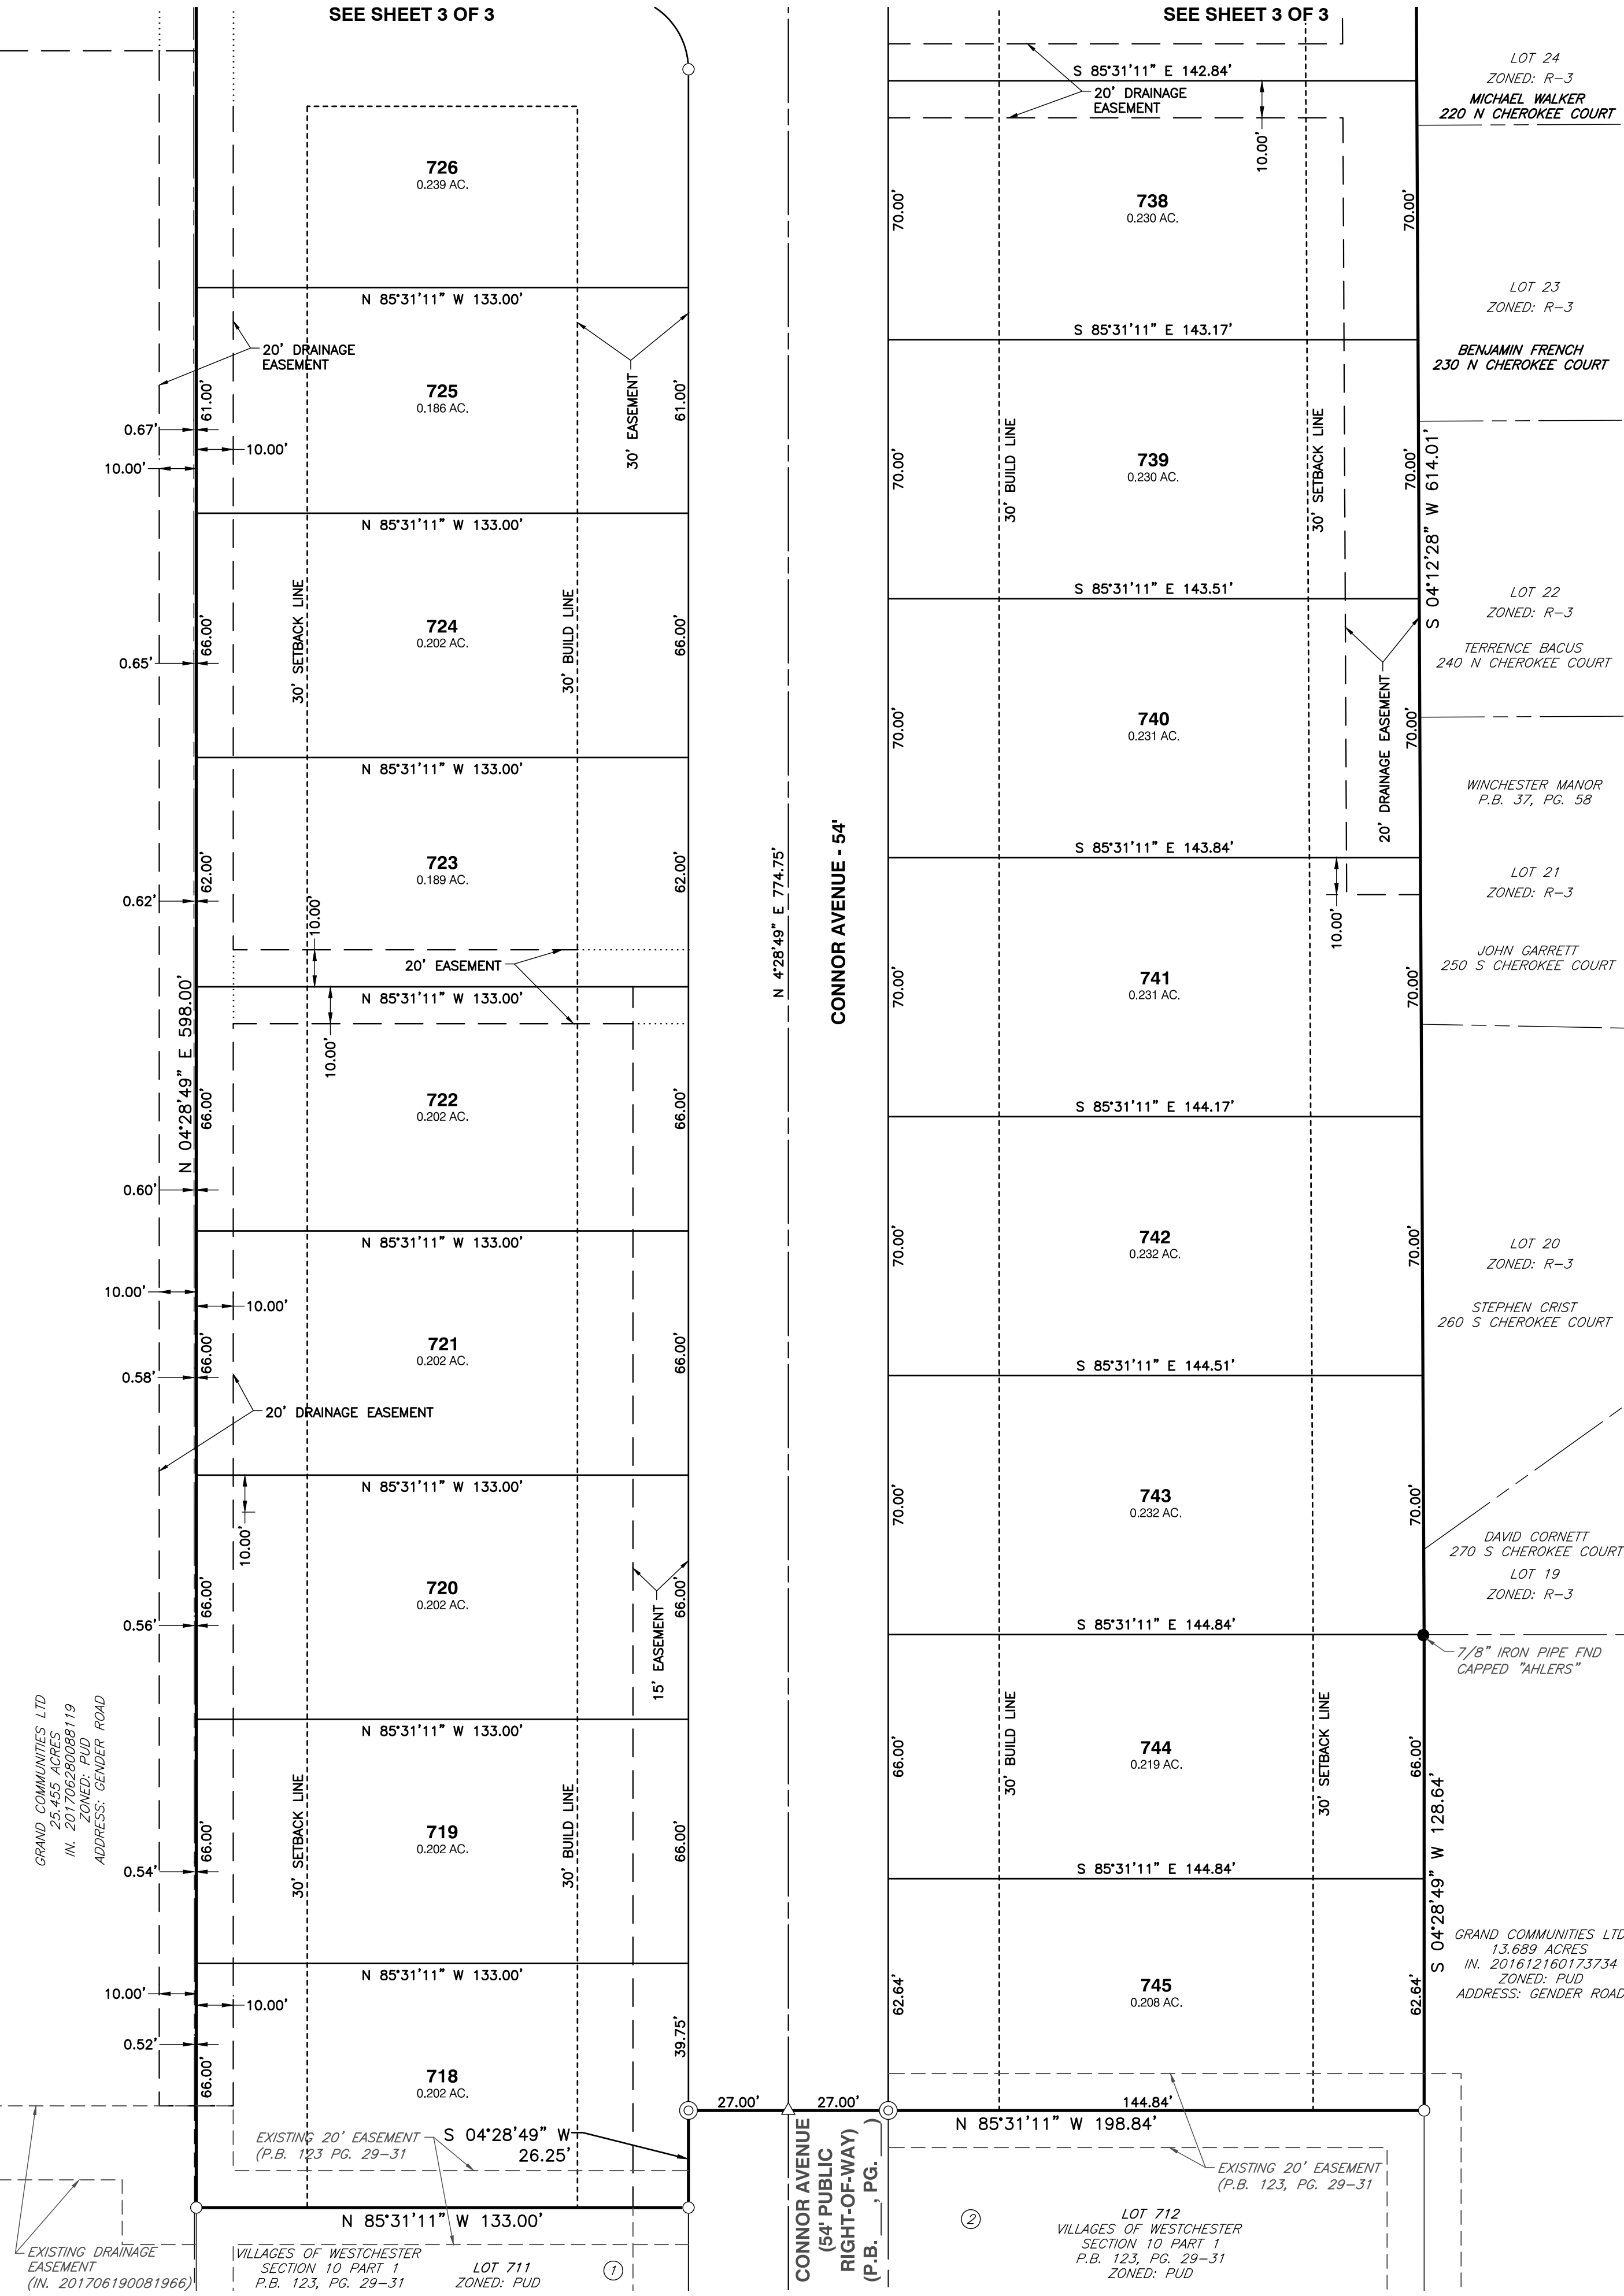 SEE SHEET 3 OF 3
SEE SHEET 3 OF 3
726
0.239 AC.
N 85°31'11" W 133.00'
20' DRAINAGE
EASEMENT
30' EASEMENT
725
0.186 AC.
61.00'
61.00'
0.67'
10.00'
10.00'
N 85°31'11" W 133.00'
30' SETBACK LINE
30' BUILD LINE
724
0.202 AC.
66.00'
66.00'
0.65'
N 85°31'11" W 133.00'
723
0.189 AC.
62.00'
62.00'
0.62'
10.00'
20' EASEMENT
N 85°31'11" W 133.00'
10.00'
N 04°28'49" E 598.00'
722
0.202 AC.
66.00'
66.00'
0.60'
N 85°31'11" W 133.00'
10.00'
10.00'
721
0.202 AC.
66.00'
66.00'
0.58'
20' DRAINAGE EASEMENT
N 85°31'11" W 133.00'
10.00'
720
0.202 AC.
66.00'
66.00'
0.56'
15' EASEMENT
N 85°31'11" W 133.00'
GRAND COMMUNITIES LTD
25.455 ACRES
IN. 201706280088119
ZONED: PUD
ADDRESS: GENDER ROAD
30' SETBACK LINE
30' BUILD LINE
719
0.202 AC.
66.00'
66.00'
0.54'
N 85°31'11" W 133.00'
10.00'
10.00'
0.52'
39.75'
66.00'
718
0.202 AC.
EXISTING 20' EASEMENT
(P.B. 123 PG. 29-31
S 04°28'49" W
26.25'
N 85°31'11" W 133.00'
EXISTING DRAINAGE
EASEMENT
(IN. 201706190081966)
VILLAGES OF WESTCHESTER
SECTION 10 PART 1
P.B. 123, PG. 29-31
LOT 711
ZONED: PUD
1
N 4°28'49" E 774.75'
CONNOR AVENUE - 54'
27.00'
27.00'
CONNOR AVENUE
(54' PUBLIC
RIGHT-OF-WAY)
(P.B. ___, PG. ___)
S 85°31'11" E 142.84'
20' DRAINAGE
EASEMENT
10.00'
738
0.230 AC.
70.00'
70.00'
S 85°31'11" E 143.17'
30' BUILD LINE
30' SETBACK LINE
739
0.230 AC.
70.00'
70.00'
S 04°12'28" W 614.01'
S 85°31'11" E 143.51'
740
0.231 AC.
70.00'
70.00'
20' DRAINAGE EASEMENT
S 85°31'11" E 143.84'
10.00'
741
0.231 AC.
70.00'
70.00'
S 85°31'11" E 144.17'
742
0.232 AC.
70.00'
70.00'
S 85°31'11" E 144.51'
743
0.232 AC.
70.00'
70.00'
S 85°31'11" E 144.84'
30' BUILD LINE
30' SETBACK LINE
744
0.219 AC.
66.00'
66.00'
S 04°28'49" W 128.64'
S 85°31'11" E 144.84'
745
0.208 AC.
62.64'
62.64'
144.84'
N 85°31'11" W 198.84'
EXISTING 20' EASEMENT
(P.B. 123, PG. 29-31
2
LOT 712
VILLAGES OF WESTCHESTER
SECTION 10 PART 1
P.B. 123, PG. 29-31
ZONED: PUD
LOT 24
ZONED: R-3
MICHAEL WALKER
220 N CHEROKEE COURT
LOT 23
ZONED: R-3
BENJAMIN FRENCH
230 N CHEROKEE COURT
LOT 22
ZONED: R-3
TERRENCE BACUS
240 N CHEROKEE COURT
WINCHESTER MANOR
P.B. 37, PG. 58
LOT 21
ZONED: R-3
JOHN GARRETT
250 S CHEROKEE COURT
LOT 20
ZONED: R-3
STEPHEN CRIST
260 S CHEROKEE COURT
DAVID CORNETT
270 S CHEROKEE COURT
LOT 19
ZONED: R-3
7/8" IRON PIPE FND
CAPPED "AHLERS"
GRAND COMMUNITIES LTD
13.689 ACRES
IN. 201612160173734
ZONED: PUD
ADDRESS: GENDER ROAD